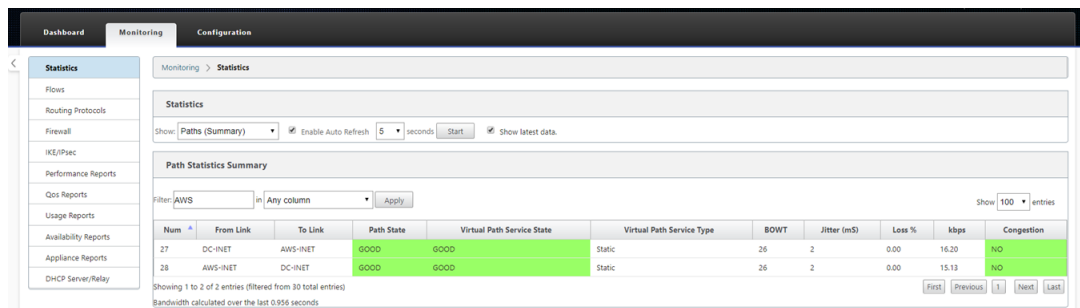 Dashboard Monitoring Configuration
Statistics
Flows
Routing Protocols
Firewall
IKE/IPsec
Performance Reports
Qos Reports
Usage Reports
Availability Reports
Appliance Reports
DHCP Server/Relay
Monitoring > Statistics
Statistics
Show: Paths (Summary) Enable Auto Refresh 5 seconds Start Show latest data.
Path Statistics Summary
Filter: AWS in Any column Apply
Show 100 entries
Num From Link To Link Path State Virtual Path Service State Virtual Path Service Type BOWT Jitter (mS) Loss % kbps Congestion
27 DC-INET AWS-INET GOOD GOOD Static 26 2 0.00 16.20 NO
28 AWS-INET DC-INET GOOD GOOD Static 26 2 0.00 15.13 NO
Showing 1 to 2 of 2 entries (filtered from 30 total entries)
First Previous 1 Next Last
Bandwidth calculated over the last 0.956 seconds